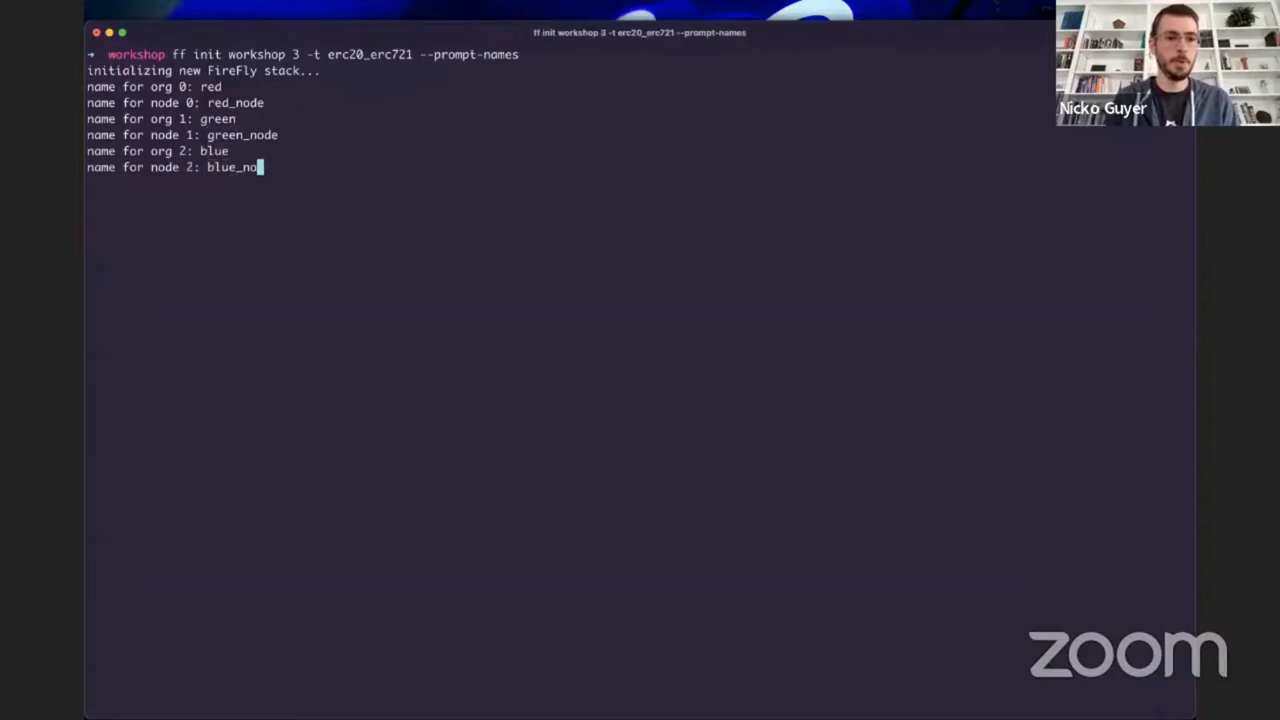 ff init workshop 3 -t erc20_erc721 --prompt-names
➜ workshop ff init workshop 3 -t erc20_erc721 --prompt-names
initializing new FireFly stack...
name for org 0: red
name for node 0: red_node
name for org 1: green
name for node 1: green_node
name for org 2: blue
name for node 2: blue_no
Nicko Guyer
zoom